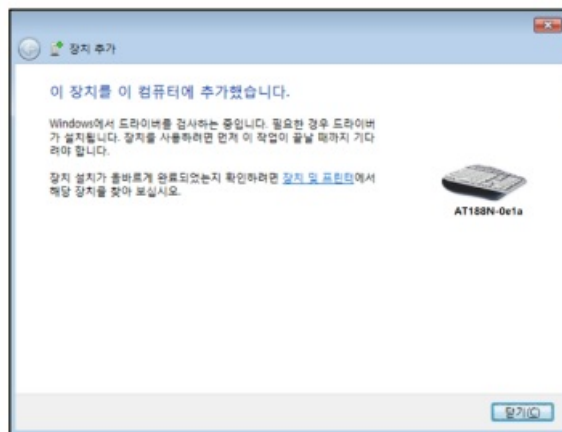 장치 추가
이 장치를 이 컴퓨터에 추가했습니다.
Windows에서 드라이버를 검사하는 중입니다. 필요한 경우 드라이버
가 설치됩니다. 장치를 사용하려면 먼저 이 작업이 끝날 때까지 기다
려야 합니다.
장치 설치가 올바르게 완료되었는지 확인하려면 장치 및 프린터에서
해당 장치를 찾아 보십시오.
AT188N-0e1a
닫기(C)